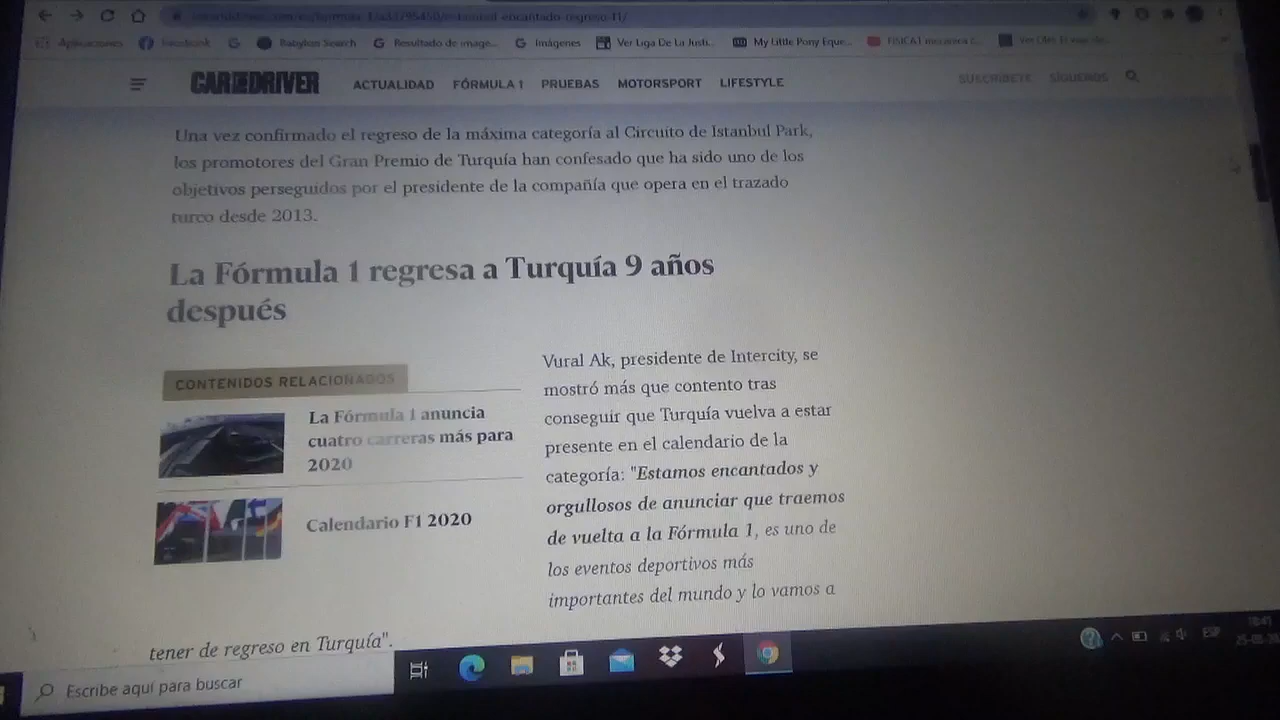 Aplicaciones
Facebook
G
Babylon Search
Resultado de image...
Imágenes
Ver Liga De La Justi...
My Little Pony Eque...
CAR AND DRIVER
ACTUALIDAD
FÓRMULA 1
PRUEBAS
MOTORSPORT
LIFESTYLE
SUSCRÍBETE
SÍGUENOS
Una vez confirmado el regreso de la máxima categoría al Circuito de Istanbul Park,
los promotores del Gran Premio de Turquía han confesado que ha sido uno de los
objetivos perseguidos por el presidente de la compañía que opera en el trazado
turco desde 2013.
La Fórmula 1 regresa a Turquía 9 años
después
CONTENIDOS RELACIONADOS
La Fórmula 1 anuncia
cuatro carreras más para
2020
Calendario F1 2020
Vural Ak, presidente de Intercity, se
mostró más que contento tras
conseguir que Turquía vuelva a estar
presente en el calendario de la
categoría: "Estamos encantados y
orgullosos de anunciar que traemos
de vuelta a la Fórmula 1, es uno de
los eventos deportivos más
importantes del mundo y lo vamos a
tener de regreso en Turquía".
Escribe aquí para buscar
ESP
18:41